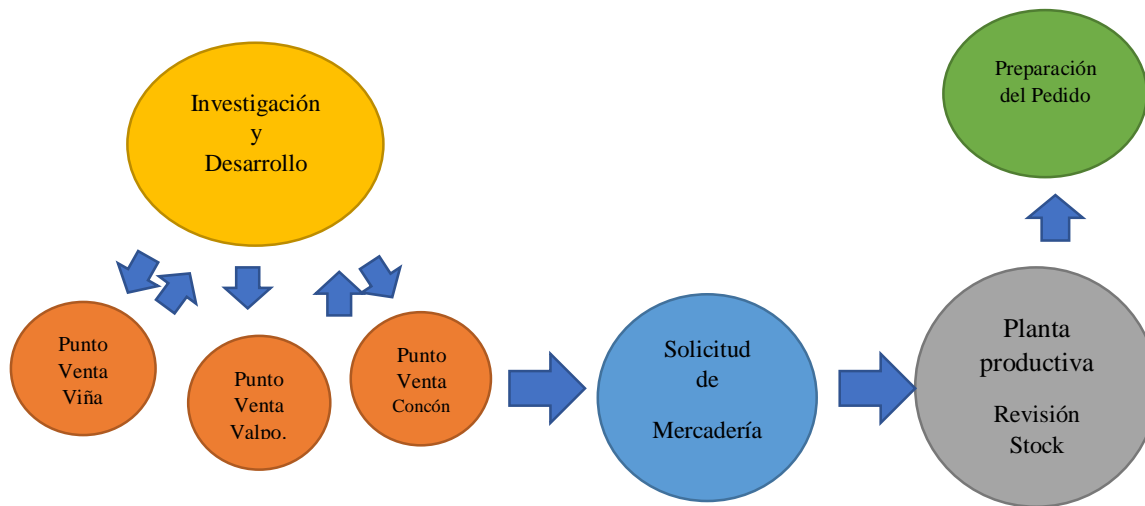 Investigación
y
Desarrollo
Preparación
del Pedido
Punto
Venta
Viña
Punto
Venta
Valpo.
Punto
Venta
Concón
Solicitud
de
Mercadería
Planta
productiva
Revisión
Stock